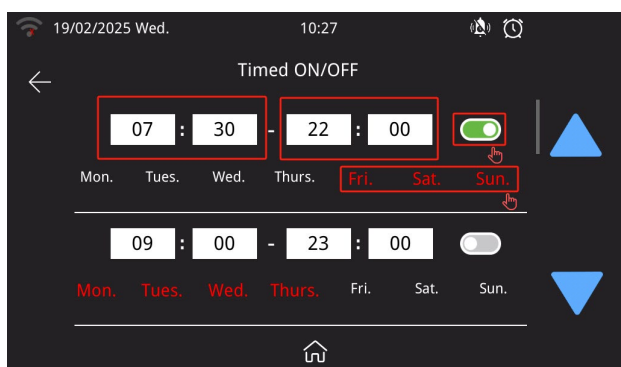 19/02/2025 Wed. 10:27
Timed ON/OFF
07 : 30 - 22 : 00
Mon. Tues. Wed. Thurs. Fri. Sat. Sun.
09 : 00 - 23 : 00
Mon. Tues. Wed. Thurs. Fri. Sat. Sun.